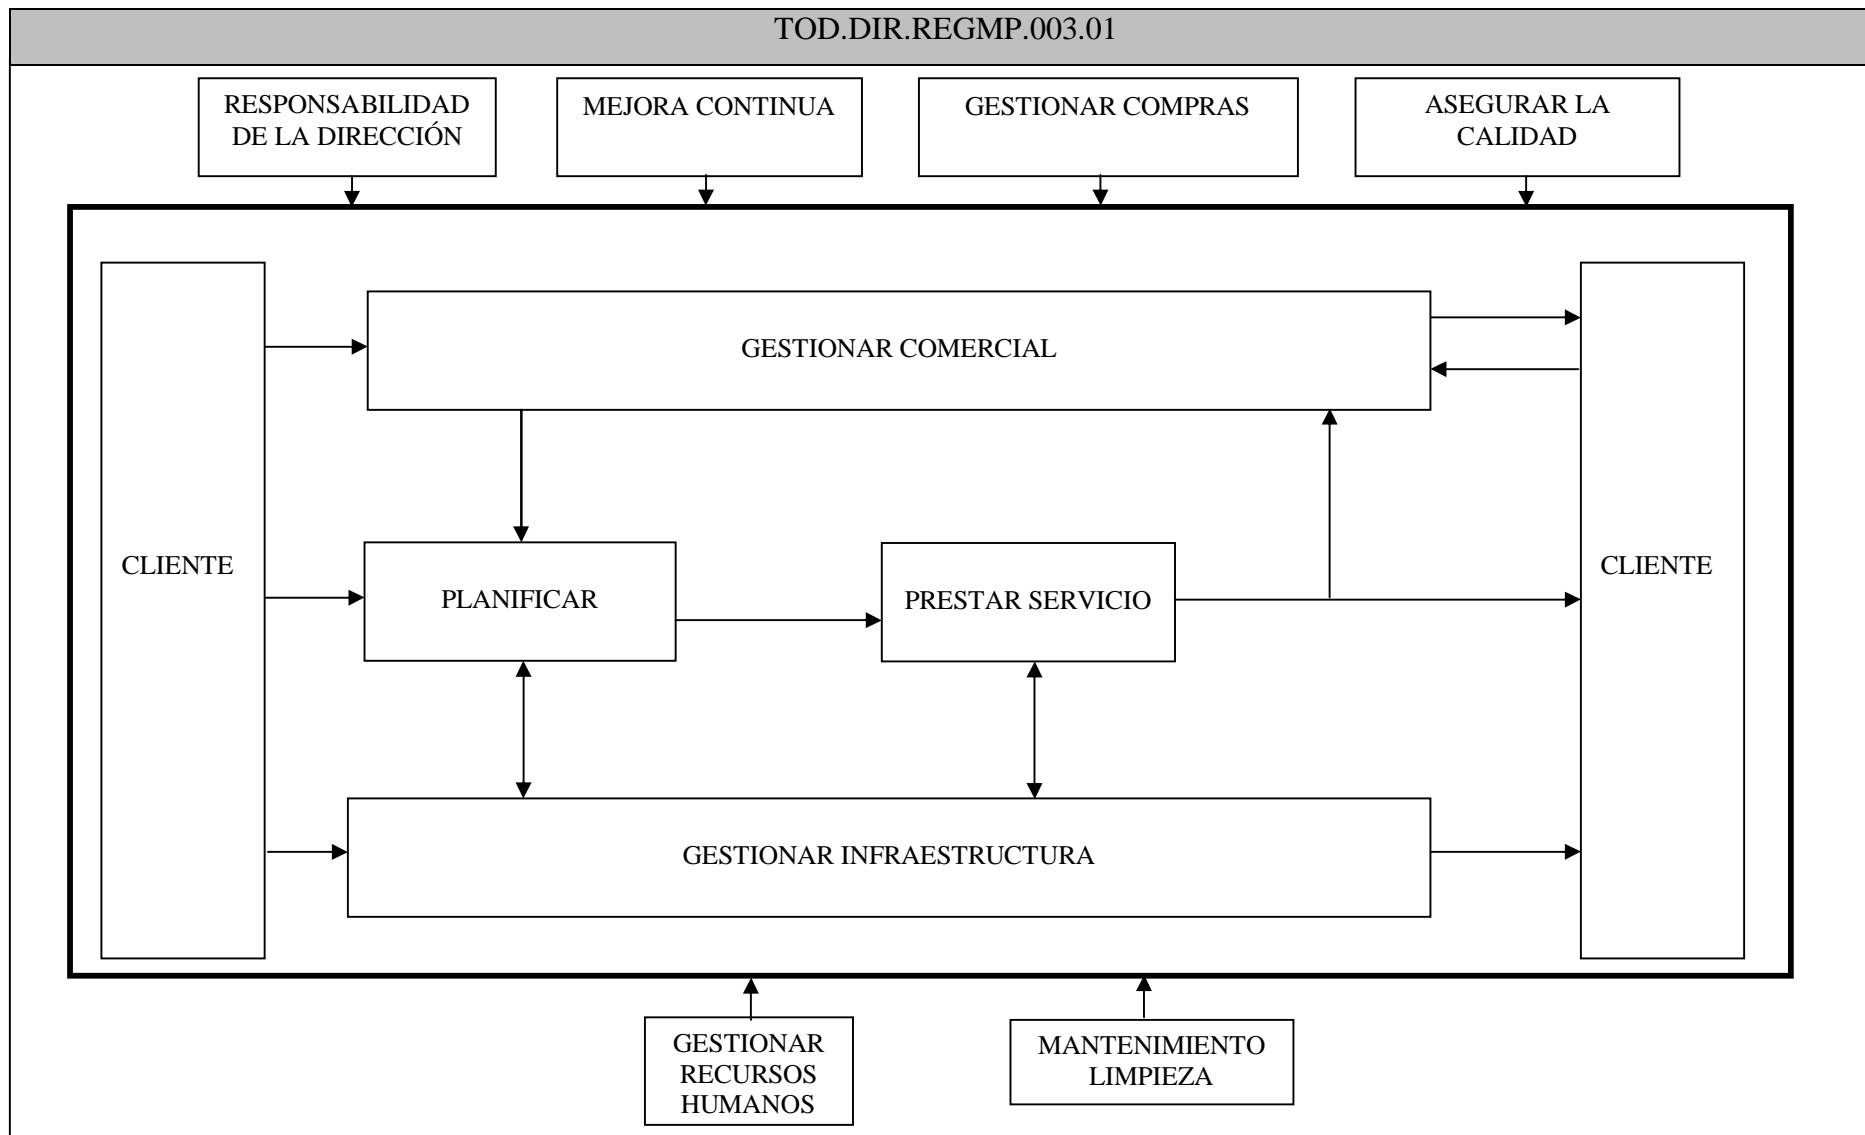 TOD.DIR.REGMP.003.01
RESPONSABILIDAD
DE LA DIRECCIÓN
MEJORA CONTINUA
GESTIONAR COMPRAS
ASEGURAR LA
CALIDAD
GESTIONAR COMERCIAL
CLIENTE
PLANIFICAR
PRESTAR SERVICIO
CLIENTE
GESTIONAR INFRAESTRUCTURA
GESTIONAR
RECURSOS
HUMANOS
MANTENIMIENTO
LIMPIEZA